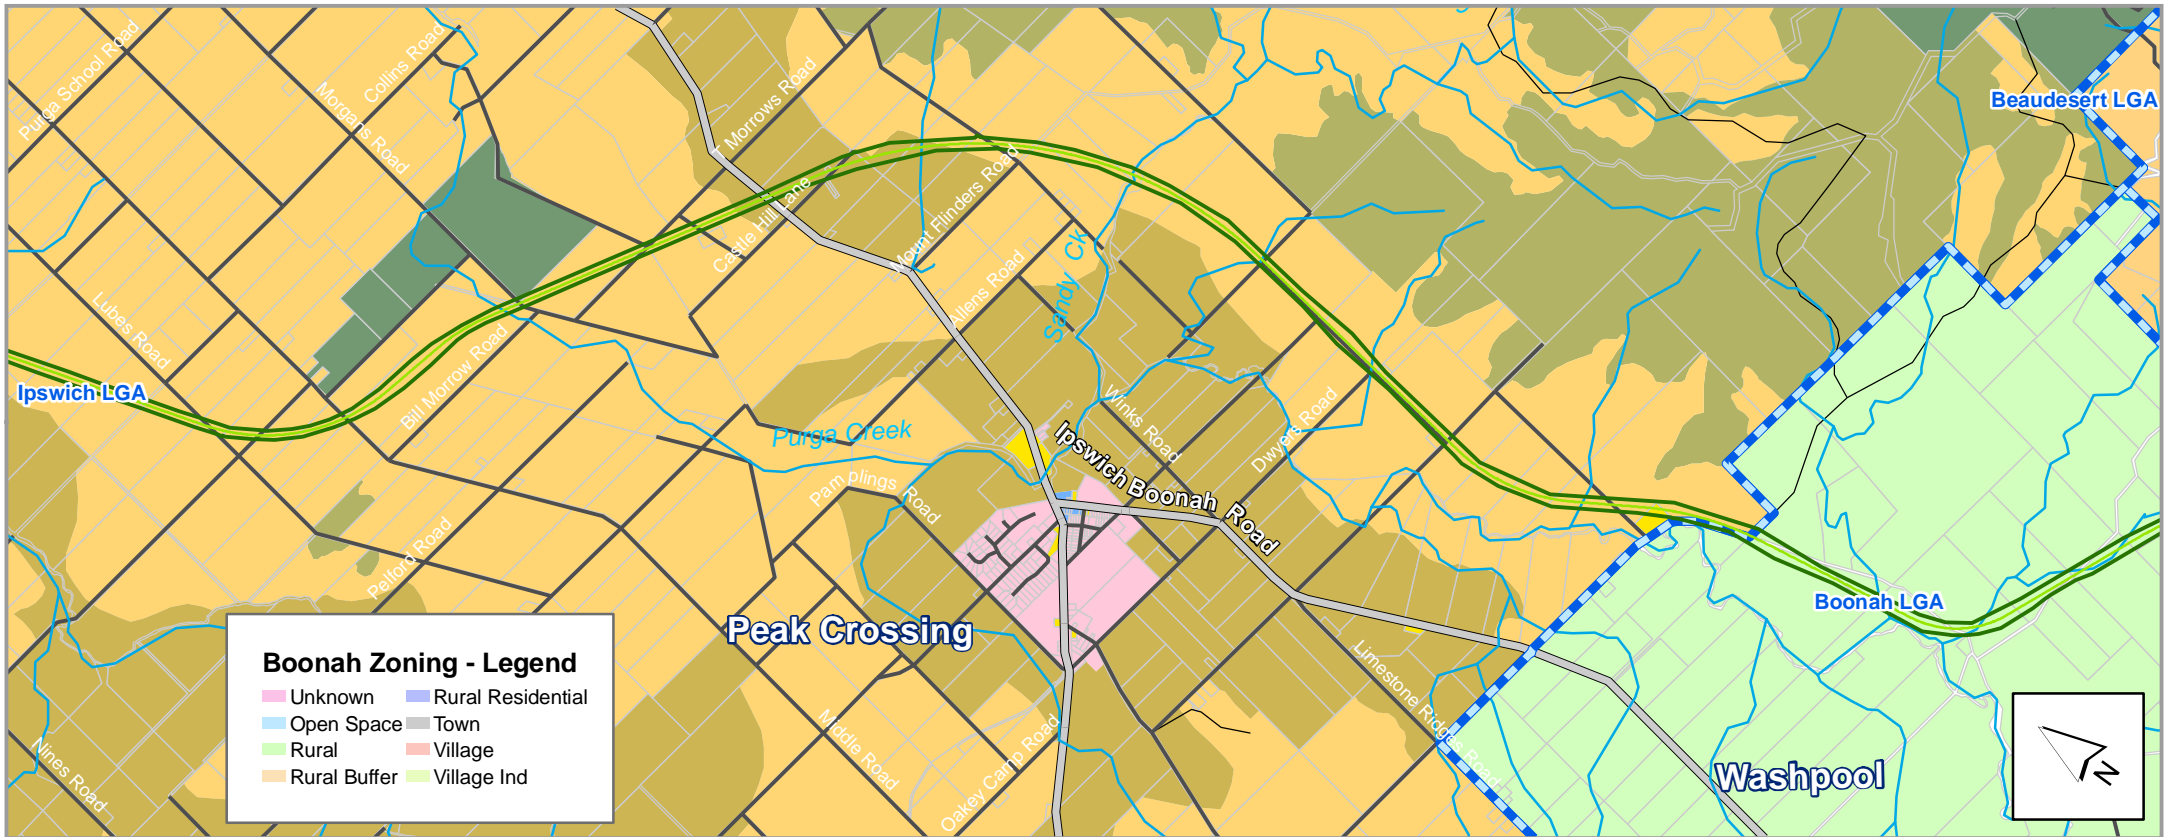 Purga School Road
Collins Road
Morgans Road
T Morrows Road
Beaudesert LGA
Castle Hill Lane
Mount Flinders Road
Allens Road
Sandy Ck
Lubes Road
Ipswich LGA
Bill Morrow Road
Purga Creek
Winks Road
Dwyers Road
Ipswich Boonah Road
Pam plings Road
Pelford Road
Peak Crossing
Boonah LGA
Limestone Ridges Road
Middle Road
Oakey Camp Road
Nines Road
Washpool
Boonah Zoning - Legend
Unknown
Rural Residential
Open Space
Town
Rural
Village
Rural Buffer
Village Ind
N